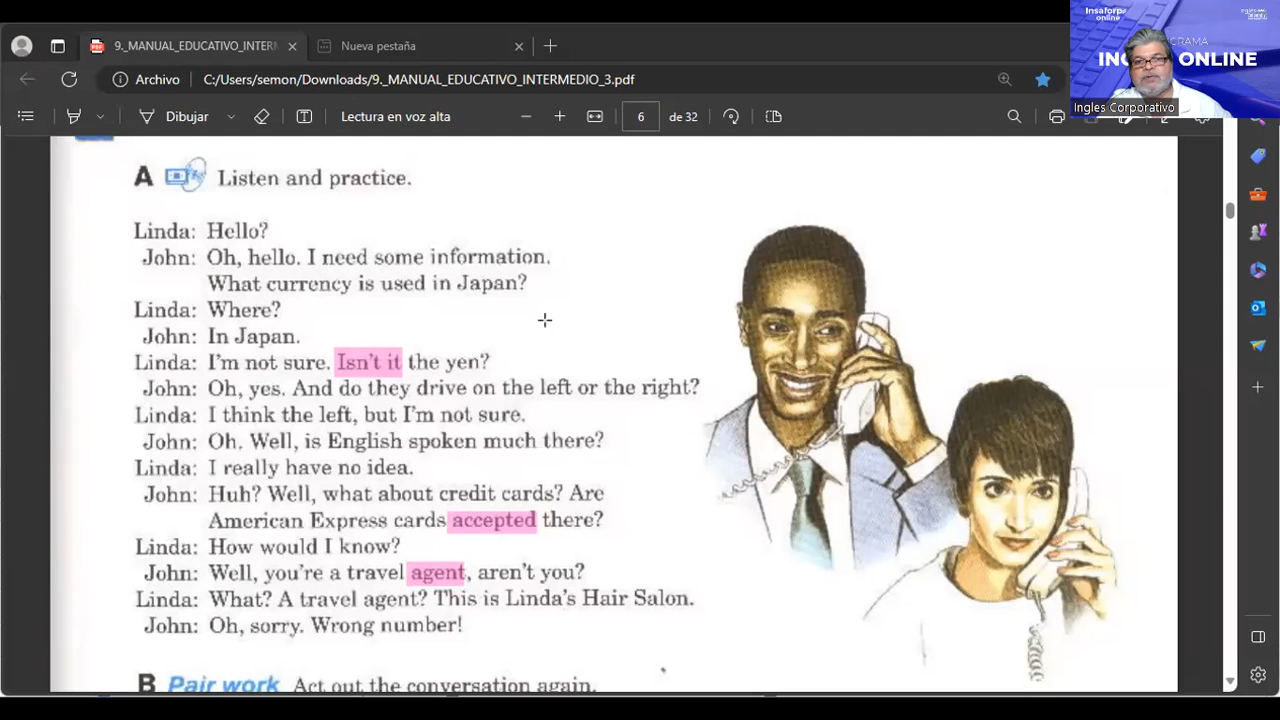 Insaforp
online
9._MANUAL_EDUCATIVO_INTERM
Nueva pestaña
Archivo
C:/Users/semon/Downloads/9._MANUAL_EDUCATIVO_INTERMEDIO_3.pdf
ONLINE
Ingles Corporativo
Dibujar
Lectura en voz alta
6
de 32
A Listen and practice.
Linda: Hello?
John: Oh, hello. I need some information.
What currency is used in Japan?
Linda: Where?
John: In Japan.
Linda: I'm not sure. Isn't it the yen?
John: Oh, yes. And do they drive on the left or the right?
Linda: I think the left, but I'm not sure.
John: Oh. Well, is English spoken much there?
Linda: I really have no idea.
John: Huh? Well, what about credit cards? Are
American Express cards accepted there?
Linda: How would I know?
John: Well, you're a travel agent, aren't you?
Linda: What? A travel agent? This is Linda's Hair Salon.
John: Oh, sorry. Wrong number!
B Pair work Act out the conversation again.